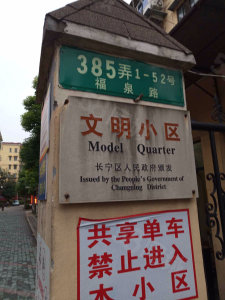 385弄1-52号
福泉路
文明小区
Model Quarter
长宁区人民政府颁发
Issued by the People's Government of
Changning District
共享单车
禁止进入
本小区